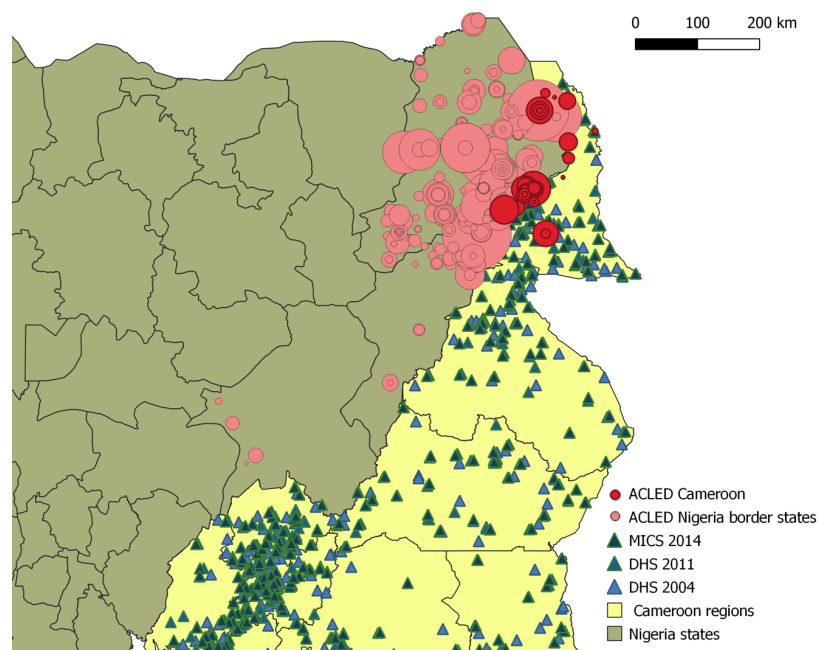 0 100 200 km
ACLED Cameroon
ACLED Nigeria border states
MICS 2014
DHS 2011
DHS 2004
Cameroon regions
Nigeria states